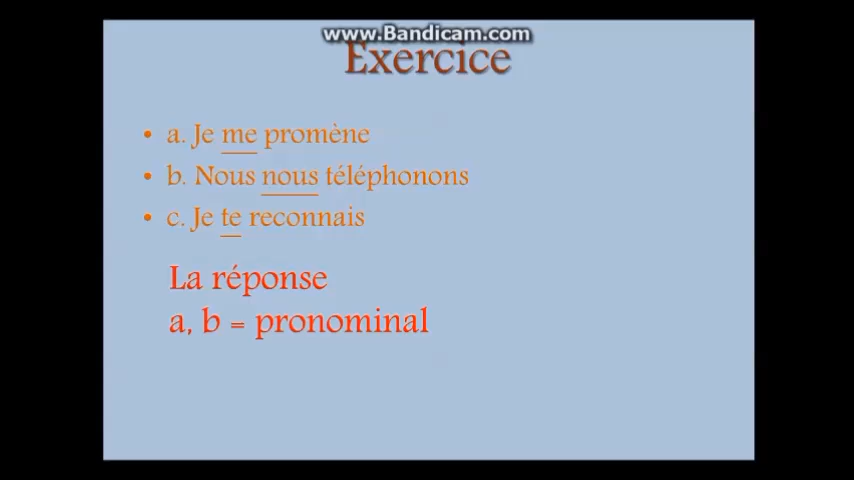 www.Bandicam.com
Exercice
• a. Je me promène
• b. Nous nous téléphonons
• c. Je te reconnais
La réponse
a, b = pronominal